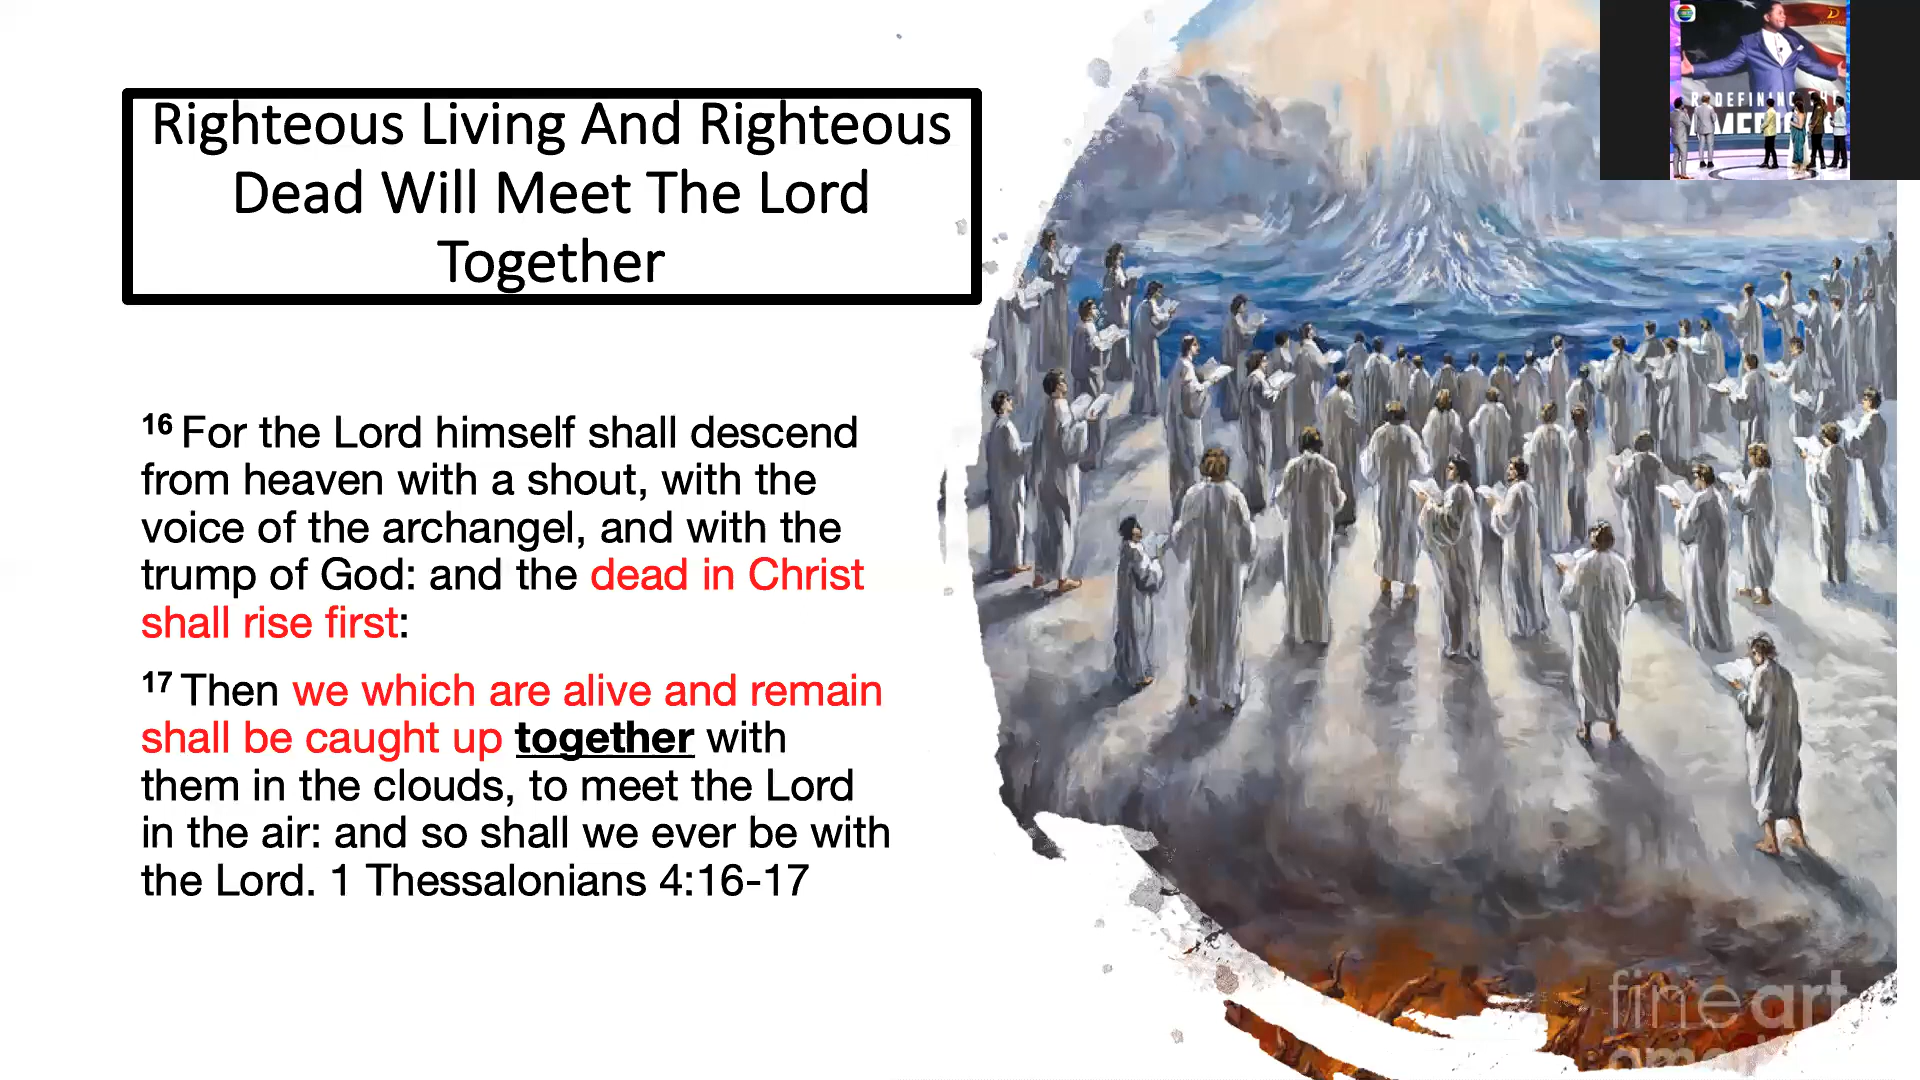 Righteous Living And Righteous
Dead Will Meet The Lord
Together
16 For the Lord himself shall descend
from heaven with a shout, with the
voice of the archangel, and with the
trump of God: and the dead in Christ
shall rise first:
17 Then we which are alive and remain
shall be caught up together with
them in the clouds, to meet the Lord
in the air: and so shall we ever be with
the Lord. 1 Thessalonians 4:16-17
fineart